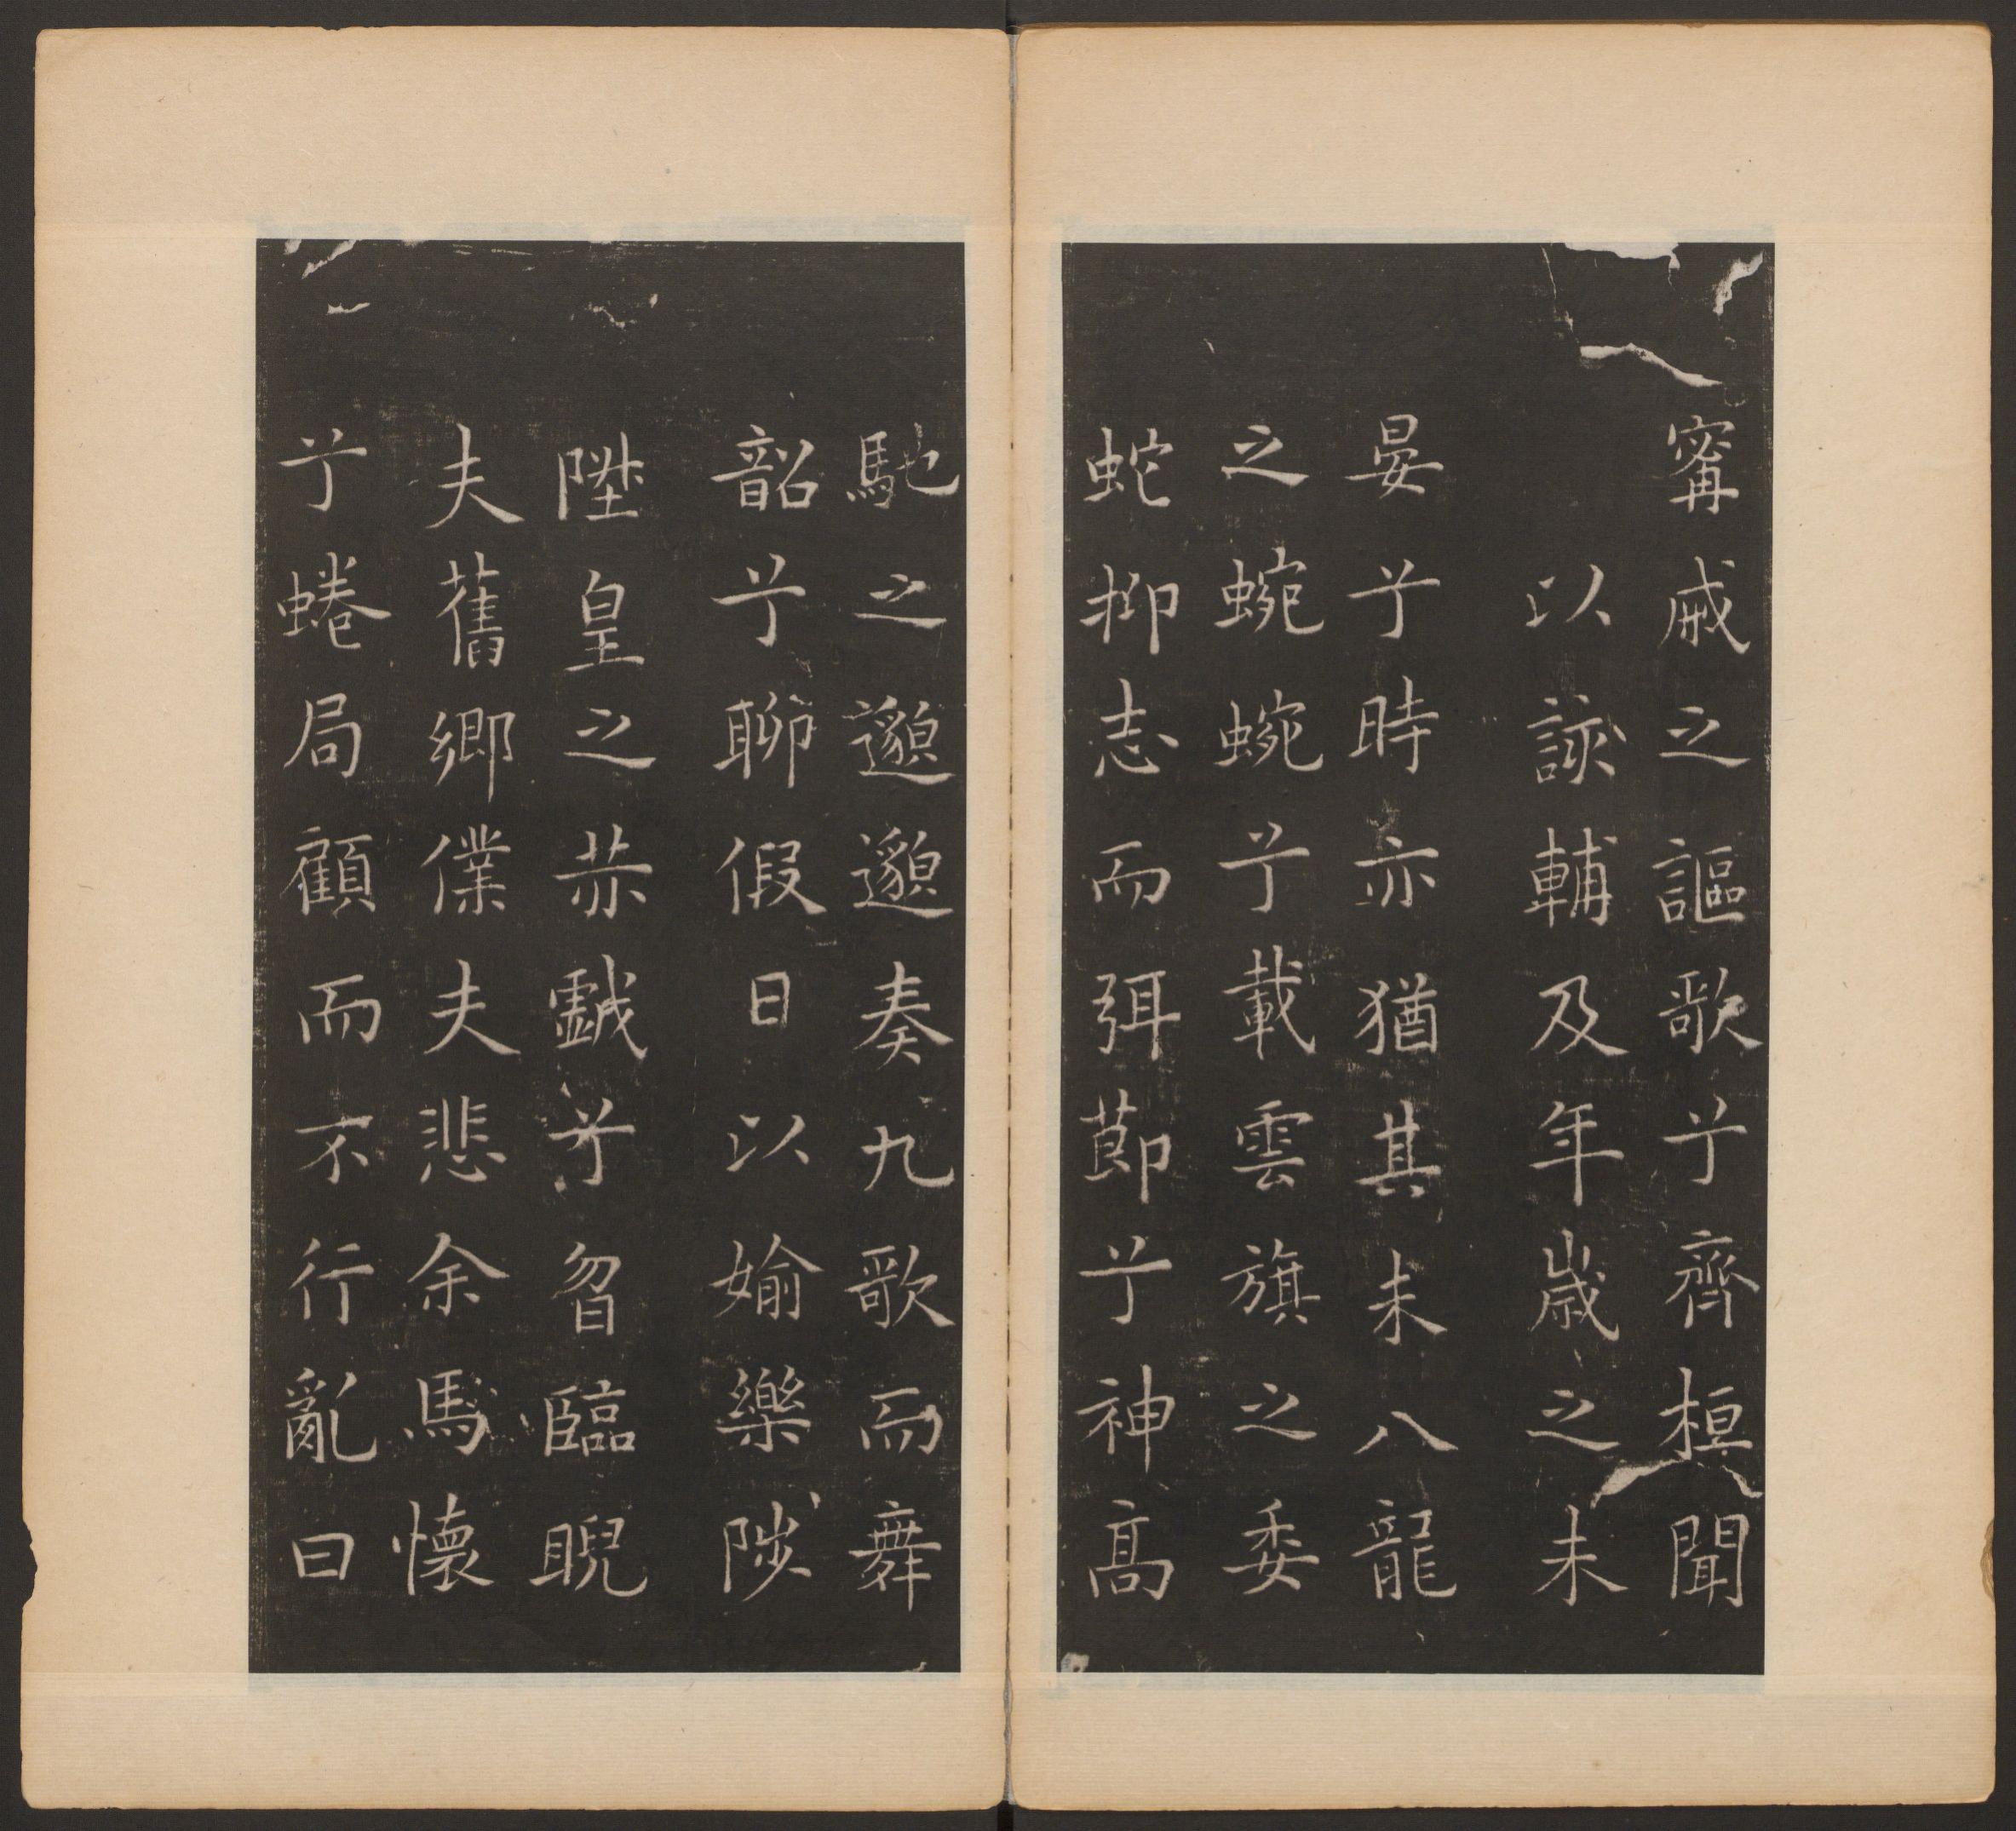 寗戚之謳歌兮齊桓聞
以該輔及年歲之未
晏兮時亦猶其未八龍
之蜿蜿兮載雲旗之委
蛇抑志而弭節兮神高
馳之邈邈奏九歌而舞
韶兮聊假日以婾樂陟
陞皇之赫戲兮忽臨睨
夫舊鄉僕夫悲余馬懷
兮蜷局顧而不行亂曰